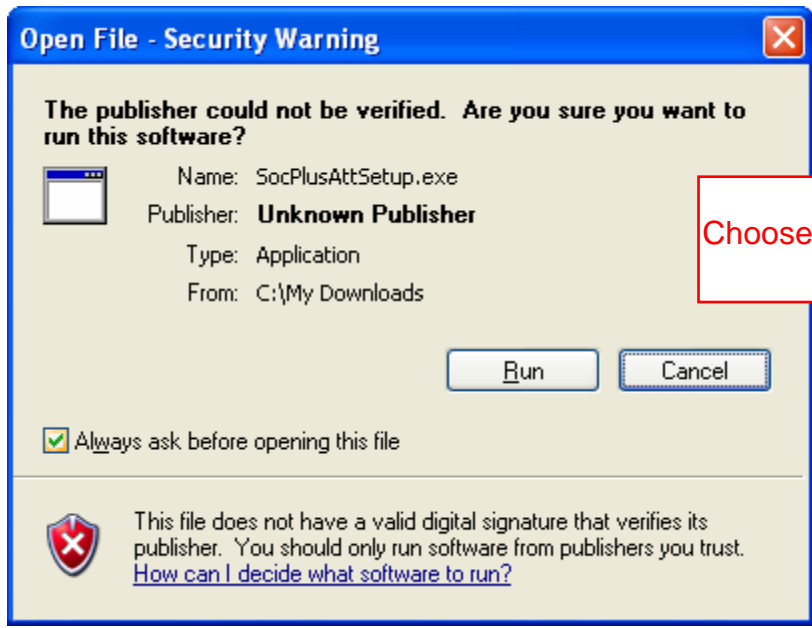 Open File - Security Warning
The publisher could not be verified. Are you sure you want to
run this software?
Name: SocPlusAttSetup.exe
Publisher: Unknown Publisher
Choose
Type: Application
From: C:\My Downloads
Run Cancel
Always ask before opening this file
This file does not have a valid digital signature that verifies its
publisher. You should only run software from publishers you trust.
How can I decide what software to run?